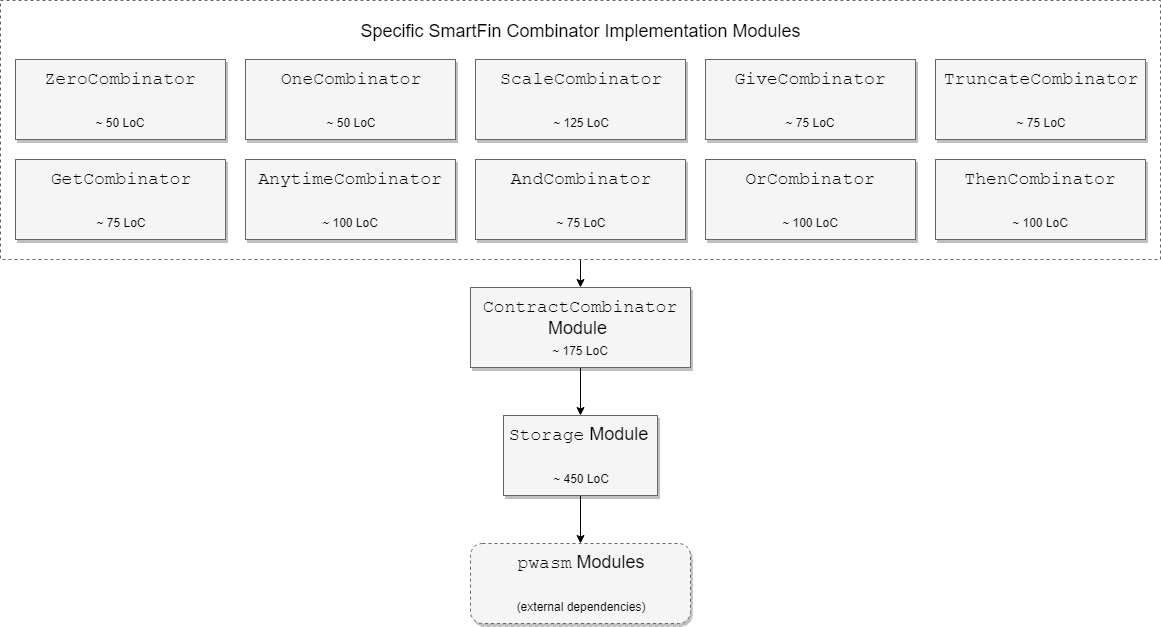 Specific SmartFin Combinator Implementation Modules
ZeroCombinator
~ 50 LoC
OneCombinator
~ 50 LoC
ScaleCombinator
~ 125 LoC
GiveCombinator
~ 75 LoC
TruncateCombinator
~ 75 LoC
GetCombinator
~ 75 LoC
AnytimeCombinator
~ 100 LoC
AndCombinator
~ 75 LoC
OrCombinator
~ 100 LoC
ThenCombinator
~ 100 LoC
ContractCombinator
Module
~ 175 LoC
Storage Module
~ 450 LoC
pwasm Modules
(external dependencies)